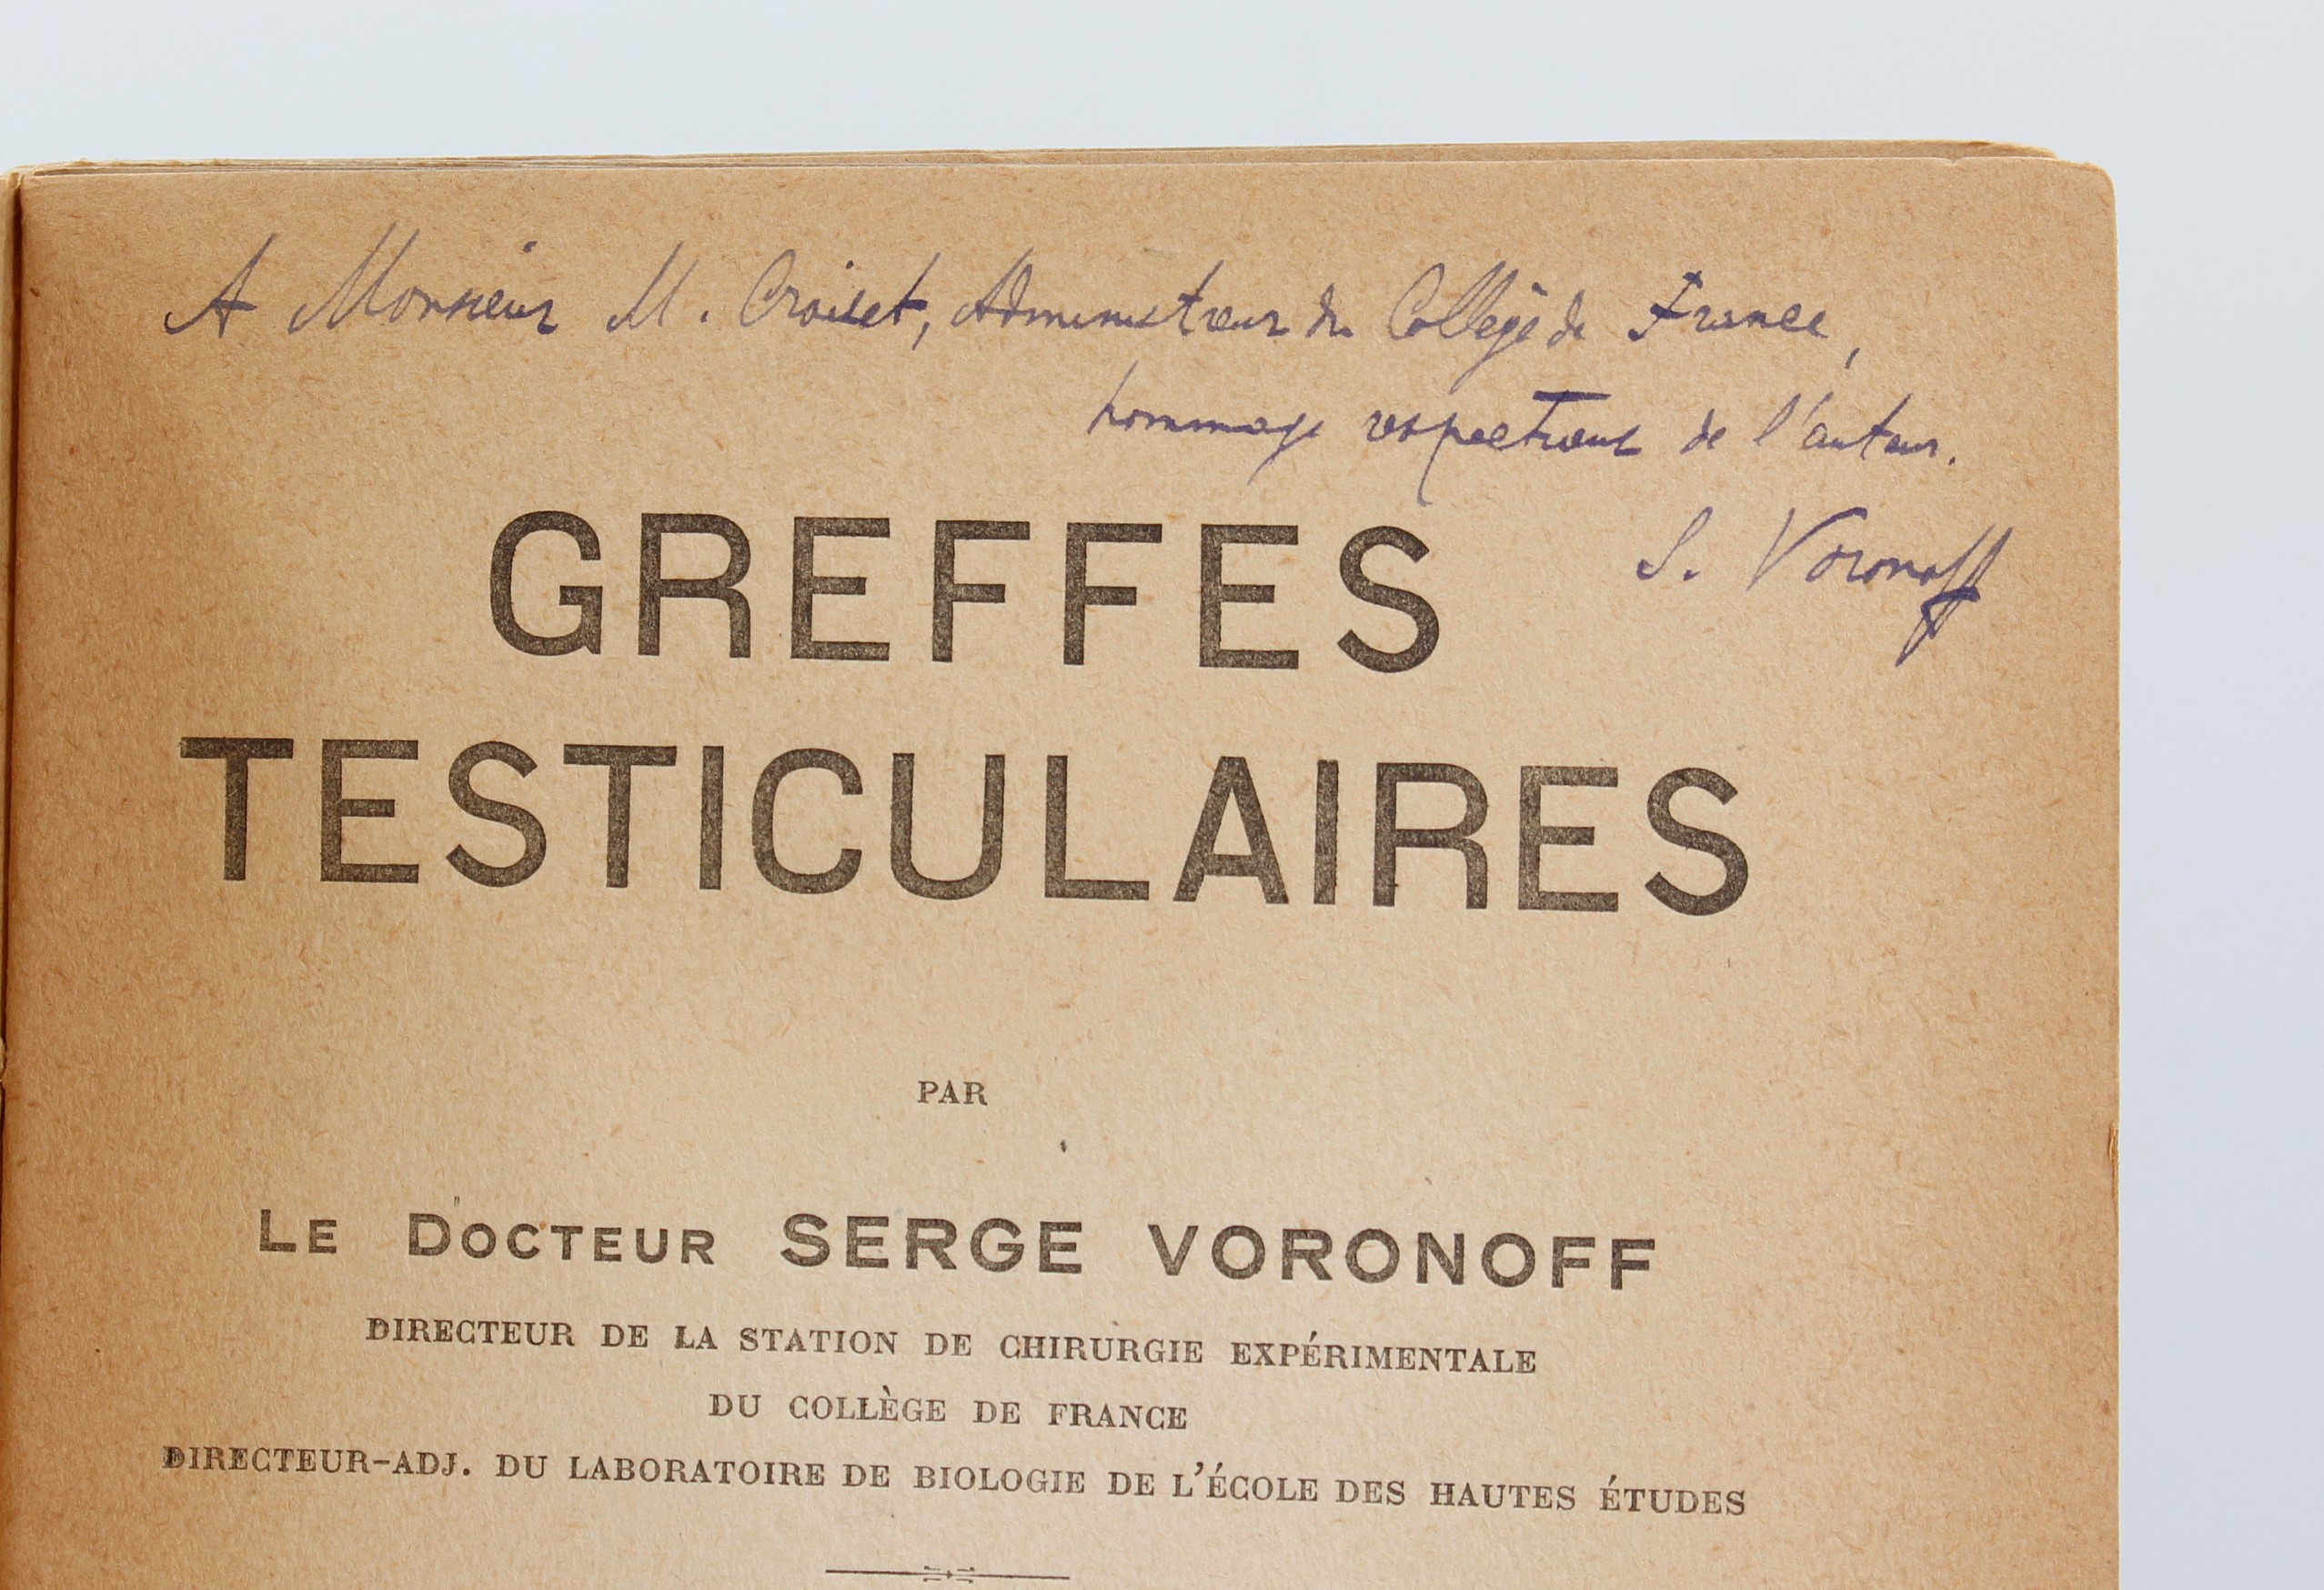 A Monsieur M. Croiset, Administrateur du Collège de France,
hommage respectueux de l'auteur.
S. Voronoff
GREFFES
TESTICULAIRES
PAR
LE DOCTEUR SERGE VORONOFF
DIRECTEUR DE LA STATION DE CHIRURGIE EXPÉRIMENTALE
DU COLLÈGE DE FRANCE
DIRECTEUR-ADJ. DU LABORATOIRE DE BIOLOGIE DE L'ÉCOLE DES HAUTES ÉTUDES